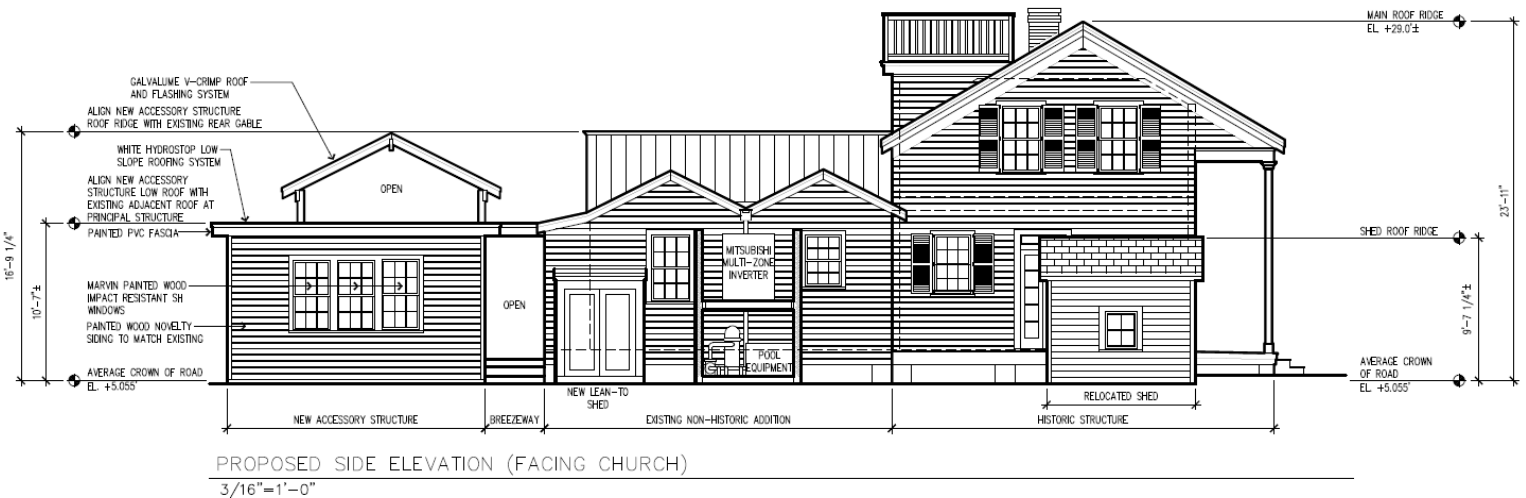 MAIN ROOF RIDGE
EL +29.0'±
GALVALUME V-CRIMP ROOF
AND FLASHING SYSTEM
ALIGN NEW ACCESSORY STRUCTURE
ROOF RIDGE WITH EXISTING REAR GABLE
WHITE HYDROSTOP LOW
SLOPE ROOFING SYSTEM
ALIGN NEW ACCESSORY
STRUCTURE LOW ROOF WITH
EXISTING ADJACENT ROOF AT
PRINCIPAL STRUCTURE
PAINTED PVC FASCIA
MARVIN PAINTED WOOD
IMPACT RESISTANT SH
WINDOWS
PAINTED WOOD NOVELTY
SIDING TO MATCH EXISTING
AVERAGE CROWN OF ROAD
EL. +5.055'
16'-9 1/4"
10'-7"±
OPEN
OPEN
MITSUBISHI
MULTI-ZONE
INVERTER
POOL
EQUIPMENT
NEW LEAN-TO
SHED
SHED ROOF RIDGE
23'-11"
9'-7 1/4"±
AVERAGE CROWN
OF ROAD
EL +5.055'
RELOCATED SHED
NEW ACCESSORY STRUCTURE
BREEZEWAY
EXISTING NON-HISTORIC ADDITION
HISTORIC STRUCTURE
PROPOSED SIDE ELEVATION (FACING CHURCH)
3/16"=1'-0"